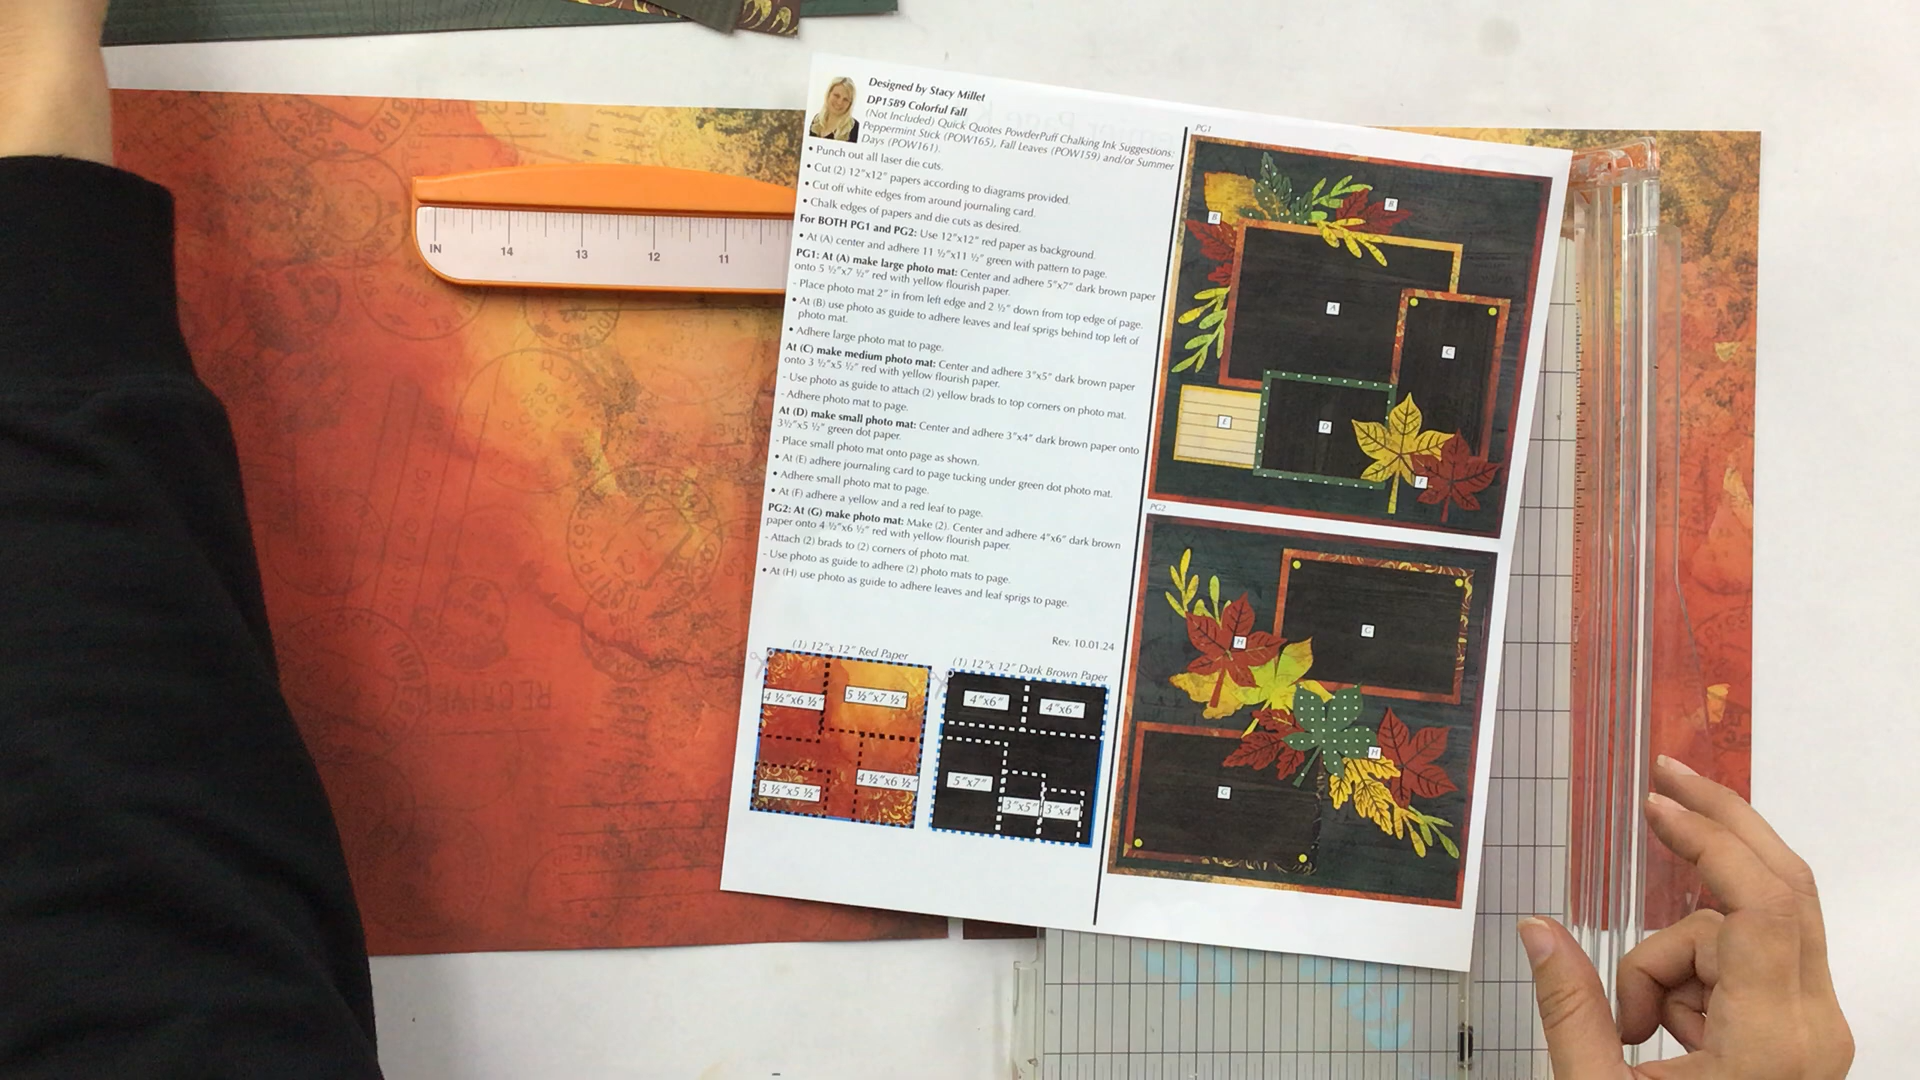 Designed by Stacy Millet
DP1589 Colorful Fall
(Not Included) Quick Quotes PowderPuff Chalking Ink Suggestions:
Peppermint Stick (POW165), Fall Leaves (POW159) and/or Summer
Days (POW161).
• Punch out all laser die cuts.
• Cut (2) 12"x12" papers according to diagrams provided.
• Cut off white edges from around journaling card.
• Chalk edges of papers and die cuts as desired.
For BOTH PG1 and PG2: Use 12"x12" red paper as background.
• At (A) center and adhere 11 ½"x11 ½" green with pattern to page.
PG1: At (A) make large photo mat: Center and adhere 5"x7" dark brown paper
onto 5 ½"x7 ½" red with yellow flourish paper.
- Place photo mat 2" in from left edge and 2 ½" down from top edge of page.
• At (B) use photo as guide to adhere leaves and leaf sprigs behind top left of
photo mat.
• Adhere large photo mat to page.
At (C) make medium photo mat: Center and adhere 3"x5" dark brown paper
onto 3 ½"x5 ½" red with yellow flourish paper.
- Use photo as guide to attach (2) yellow brads to top corners on photo mat.
- Adhere photo mat to page.
At (D) make small photo mat: Center and adhere 3"x4" dark brown paper onto
3½"x5 ½" green dot paper.
- Place small photo mat onto page as shown.
• At (E) adhere journaling card to page tucking under green dot photo mat.
• Adhere small photo mat to page.
• At (F) adhere a yellow and a red leaf to page.
PG2: At (G) make photo mat: Make (2). Center and adhere 4"x6" dark brown
paper onto 4 ½"x6 ½" red with yellow flourish paper.
- Attach (2) brads to (2) corners of photo mat.
- Use photo as guide to adhere (2) photo mats to page.
• At (H) use photo as guide to adhere leaves and leaf sprigs to page.
Rev. 10.01.24
(1) 12"x 12" Red Paper
4 ½"x6 ½"
5 ½"x7 ½"
3 ½"x5 ½"
4 ½"x6 ½"
(1) 12"x 12" Dark Brown Paper
4"x6"
4"x6"
5"x7"
3"x5"
3"x4"
PG1
B
B
A
C
E
D
F
PG2
H
G
H
G
IN 14 13 12 11